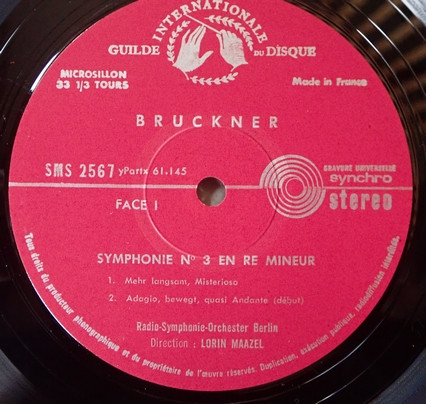 GUILDE INTERNATIONALE DU DISQUE
MICROSILLON
33 1/3 TOURS
Made in France
BRUCKNER
SMS 2567 yPartx 61.145
GRAVURE UNIVERSELLE
synchro
stereo
FACE I
SYMPHONIE Nº 3 EN RE MINEUR
1. Mehr langsam, Misterioso
2. Adagio, bewegt, quasi Andante (début)
Radio-Symphonie-Orchester Berlin
Direction : LORIN MAAZEL
Tous droits du producteur phonographique et du propriétaire de l'œuvre réservés. Duplication, exécution publique, radiodiffusion interdites.